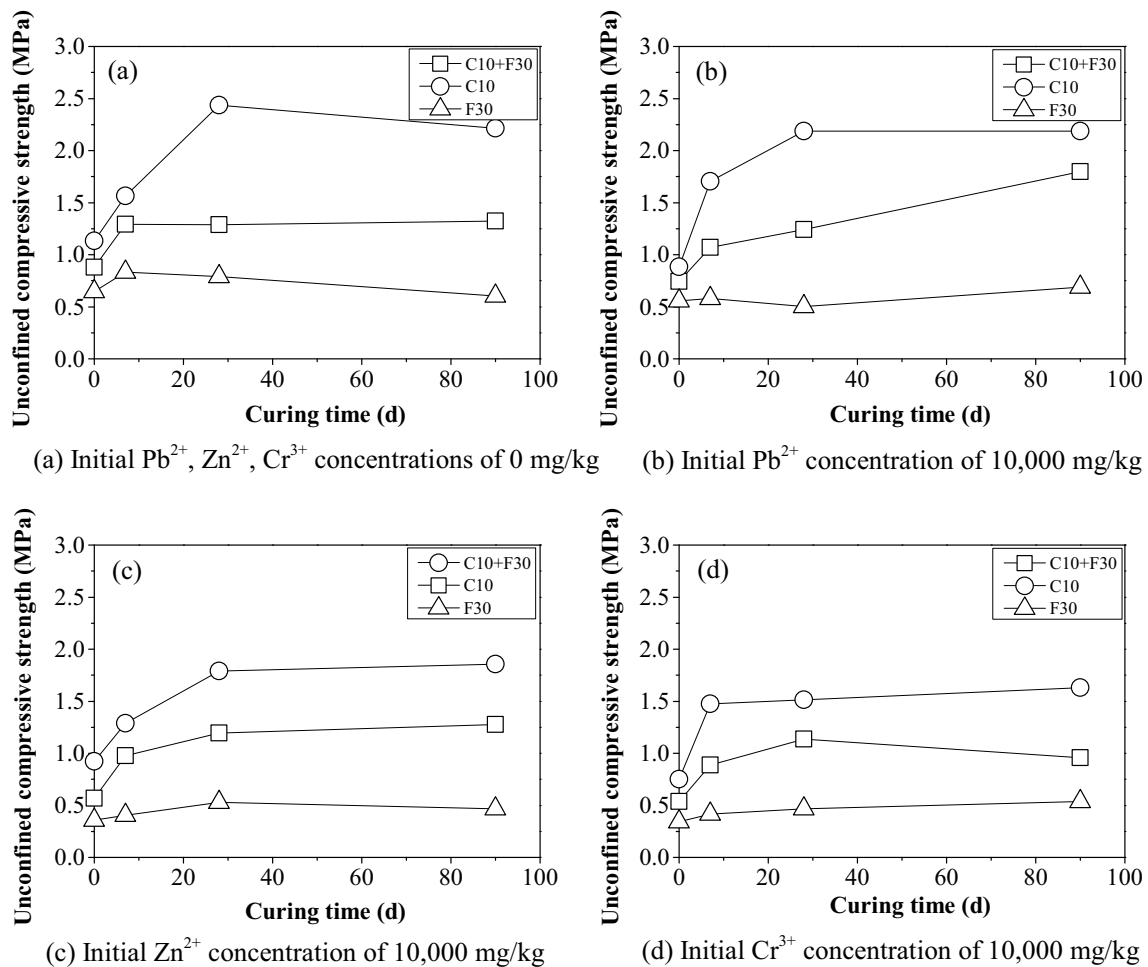 Unconfined compressive strength (MPa)
3.0
2.5
2.0
1.5
1.0
0.5
0.0
(a)
C10+F30
C10
F30
0 20 40 60 80 100
Curing time (d)
(a) Initial Pb²⁺, Zn²⁺, Cr³⁺ concentrations of 0 mg/kg
Unconfined compressive strength (MPa)
3.0
2.5
2.0
1.5
1.0
0.5
0.0
(b)
C10+F30
C10
F30
0 20 40 60 80 100
Curing time (d)
(b) Initial Pb²⁺ concentration of 10,000 mg/kg
Unconfined compressive strength (MPa)
3.0
2.5
2.0
1.5
1.0
0.5
0.0
(c)
C10+F30
C10
F30
0 20 40 60 80 100
Curing time (d)
(c) Initial Zn²⁺ concentration of 10,000 mg/kg
Unconfined compressive strength (MPa)
3.0
2.5
2.0
1.5
1.0
0.5
0.0
(d)
C10+F30
C10
F30
0 20 40 60 80 100
Curing time (d)
(d) Initial Cr³⁺ concentration of 10,000 mg/kg